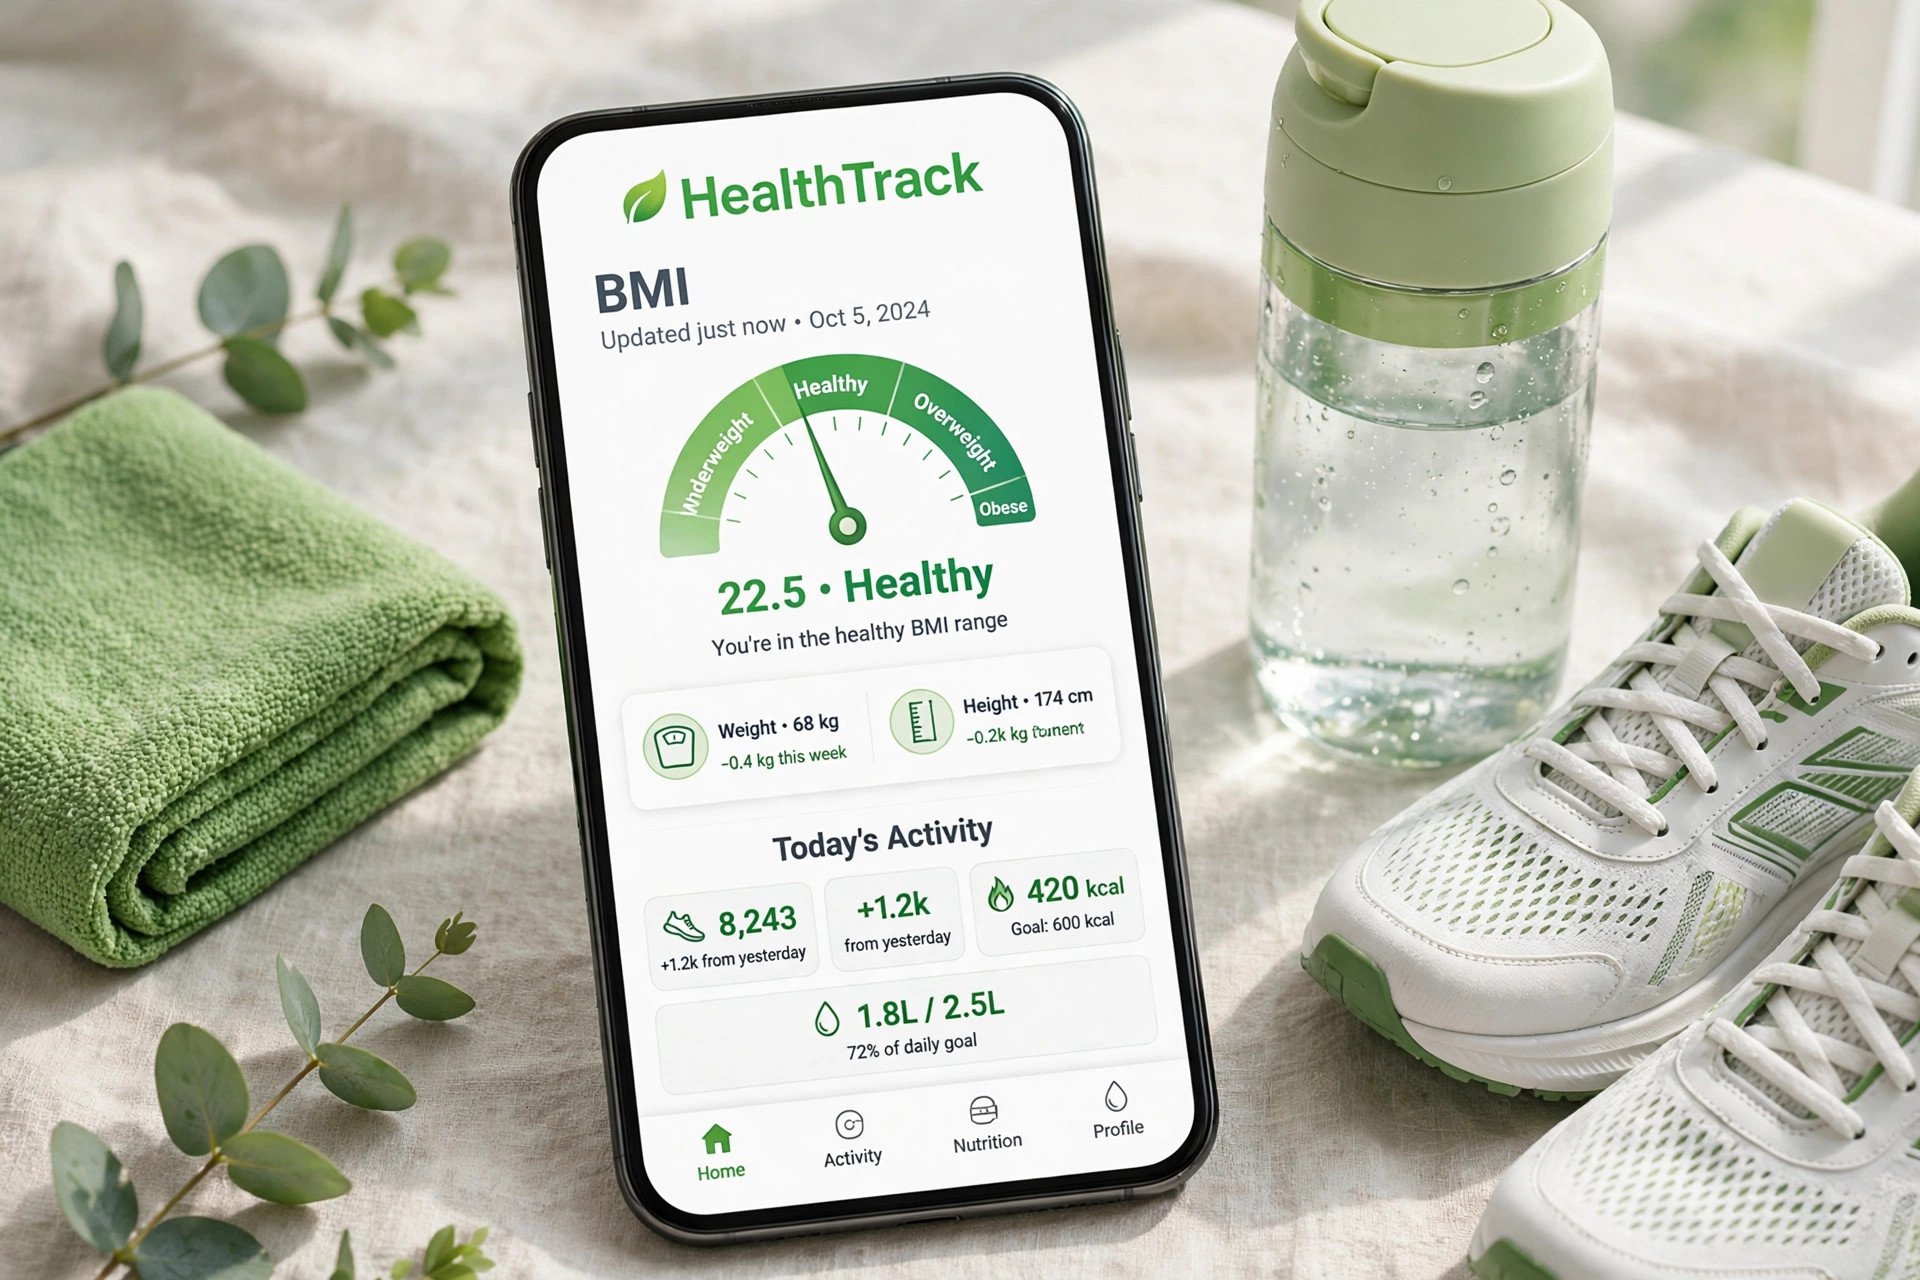 HealthTrack
BMI
Updated just now • Oct 5, 2024
Underweight
Healthy
Overweight
Obese
22.5 • Healthy
You're in the healthy BMI range
Weight • 68 kg
-0.4 kg this week
Height • 174 cm
-0.2k kg
Today's Activity
8,243
+1.2k from yesterday
+1.2k
from yesterday
420 kcal
Goal: 600 kcal
1.8L / 2.5L
72% of daily goal
Home
Activity
Nutrition
Profile